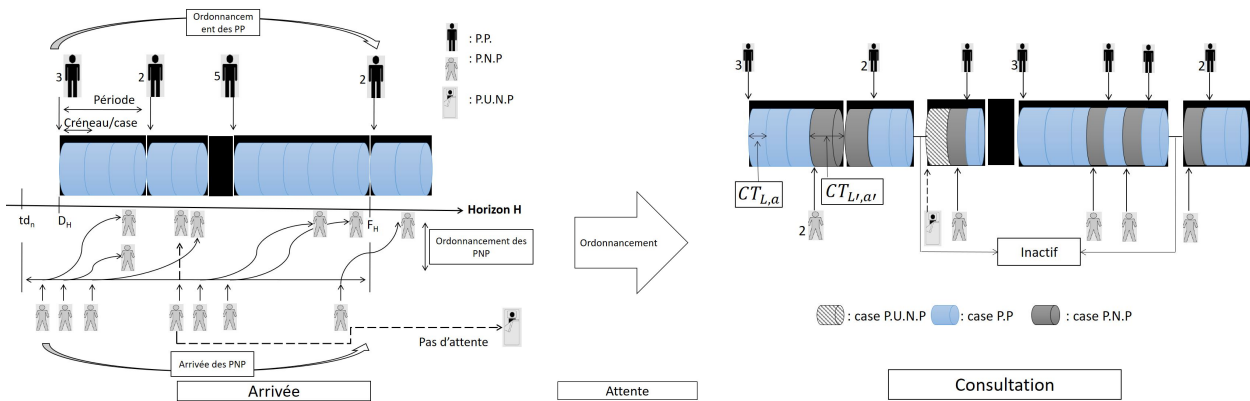 Ordonnancem
ent des PP
: P.P.
: P.N.P
: P.U.N.P
3
2
5
2
Période
Créneau/case
Horizon H
td_n
D_H
F_H
Ordonnancement des
PNP
Pas d'attente
Arrivée des PNP
Arrivée
Ordonnancement
Attente
3
2
3
2
CT_{L,a}
CT_{L',a'}
2
Inactif
: case P.U.N.P
: case P.P
: case P.N.P
Consultation